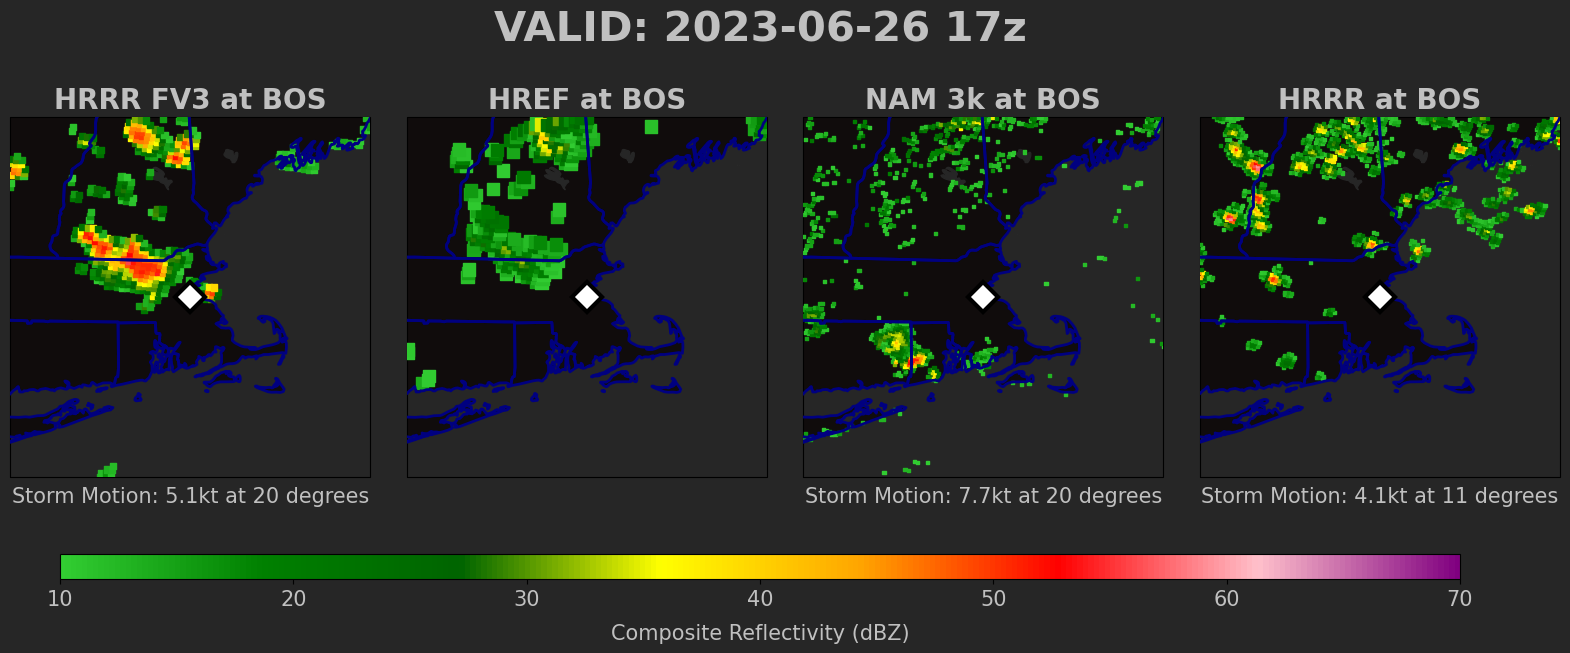 VALID: 2023-06-26 17z
HRRR FV3 at BOS
HREF at BOS
NAM 3k at BOS
HRRR at BOS
Storm Motion: 5.1kt at 20 degrees
Storm Motion: 7.7kt at 20 degrees
Storm Motion: 4.1kt at 11 degrees
10 20 30 40 50 60 70
Composite Reflectivity (dBZ)